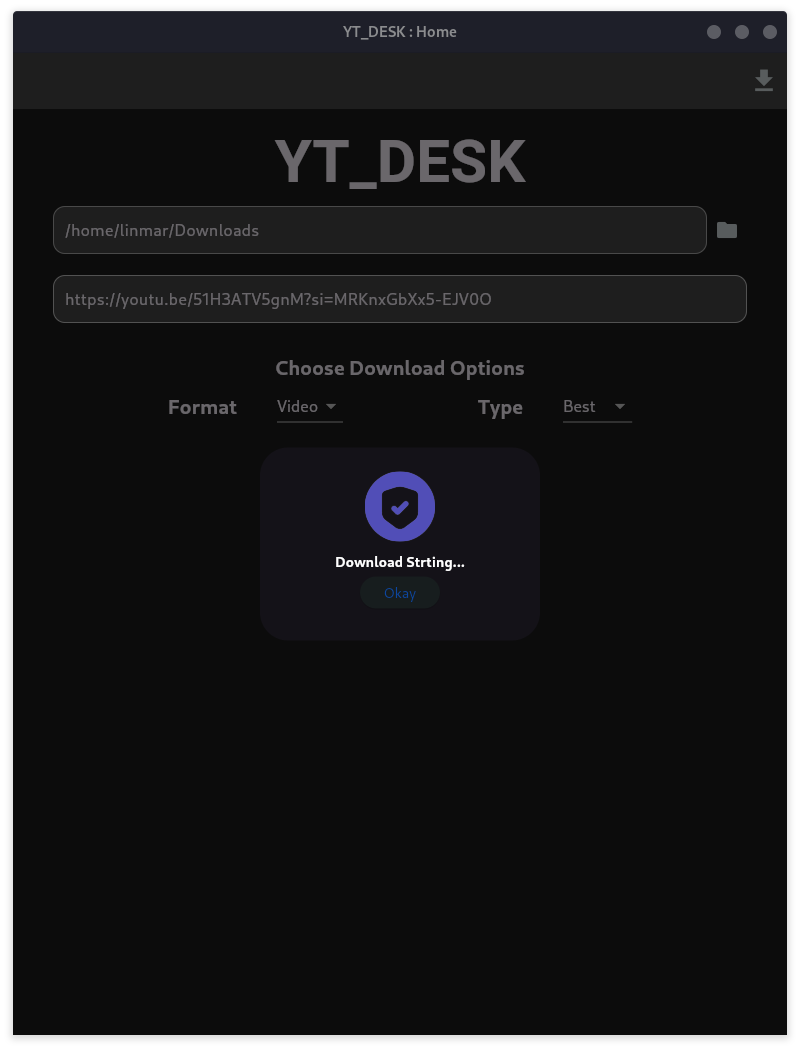 YT_DESK : Home
YT_DESK
/home/linmar/Downloads
https://youtu.be/51H3ATV5gnM?si=MRKnxGbXx5-EJV0O
Choose Download Options
Format Video Type Best
Download Strting...
Okay